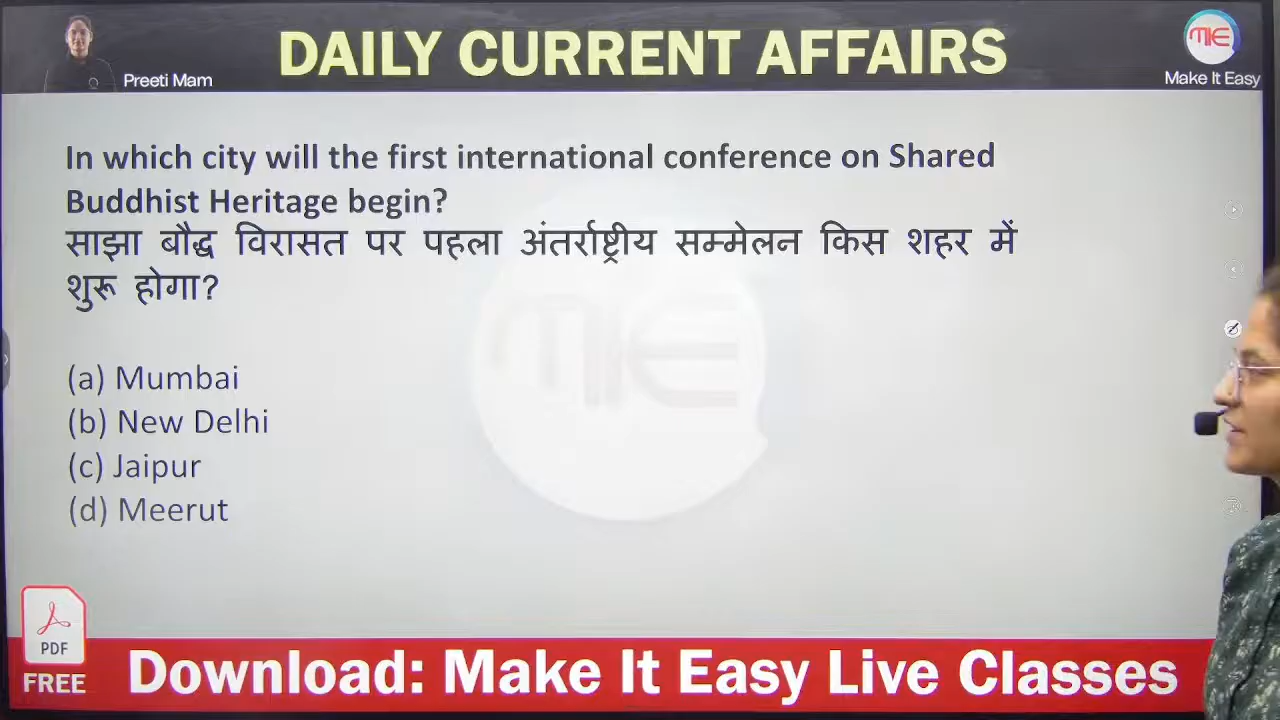 DAILY CURRENT AFFAIRS
Preeti Mam
MIE
Make It Easy
In which city will the first international conference on Shared
Buddhist Heritage begin?
साझा बौद्ध विरासत पर पहला अंतर्राष्ट्रीय सम्मेलन किस शहर में
शुरू होगा?
MIE
(a) Mumbai
(b) New Delhi
(c) Jaipur
(d) Meerut
PDF
FREE
Download: Make It Easy Live Classes